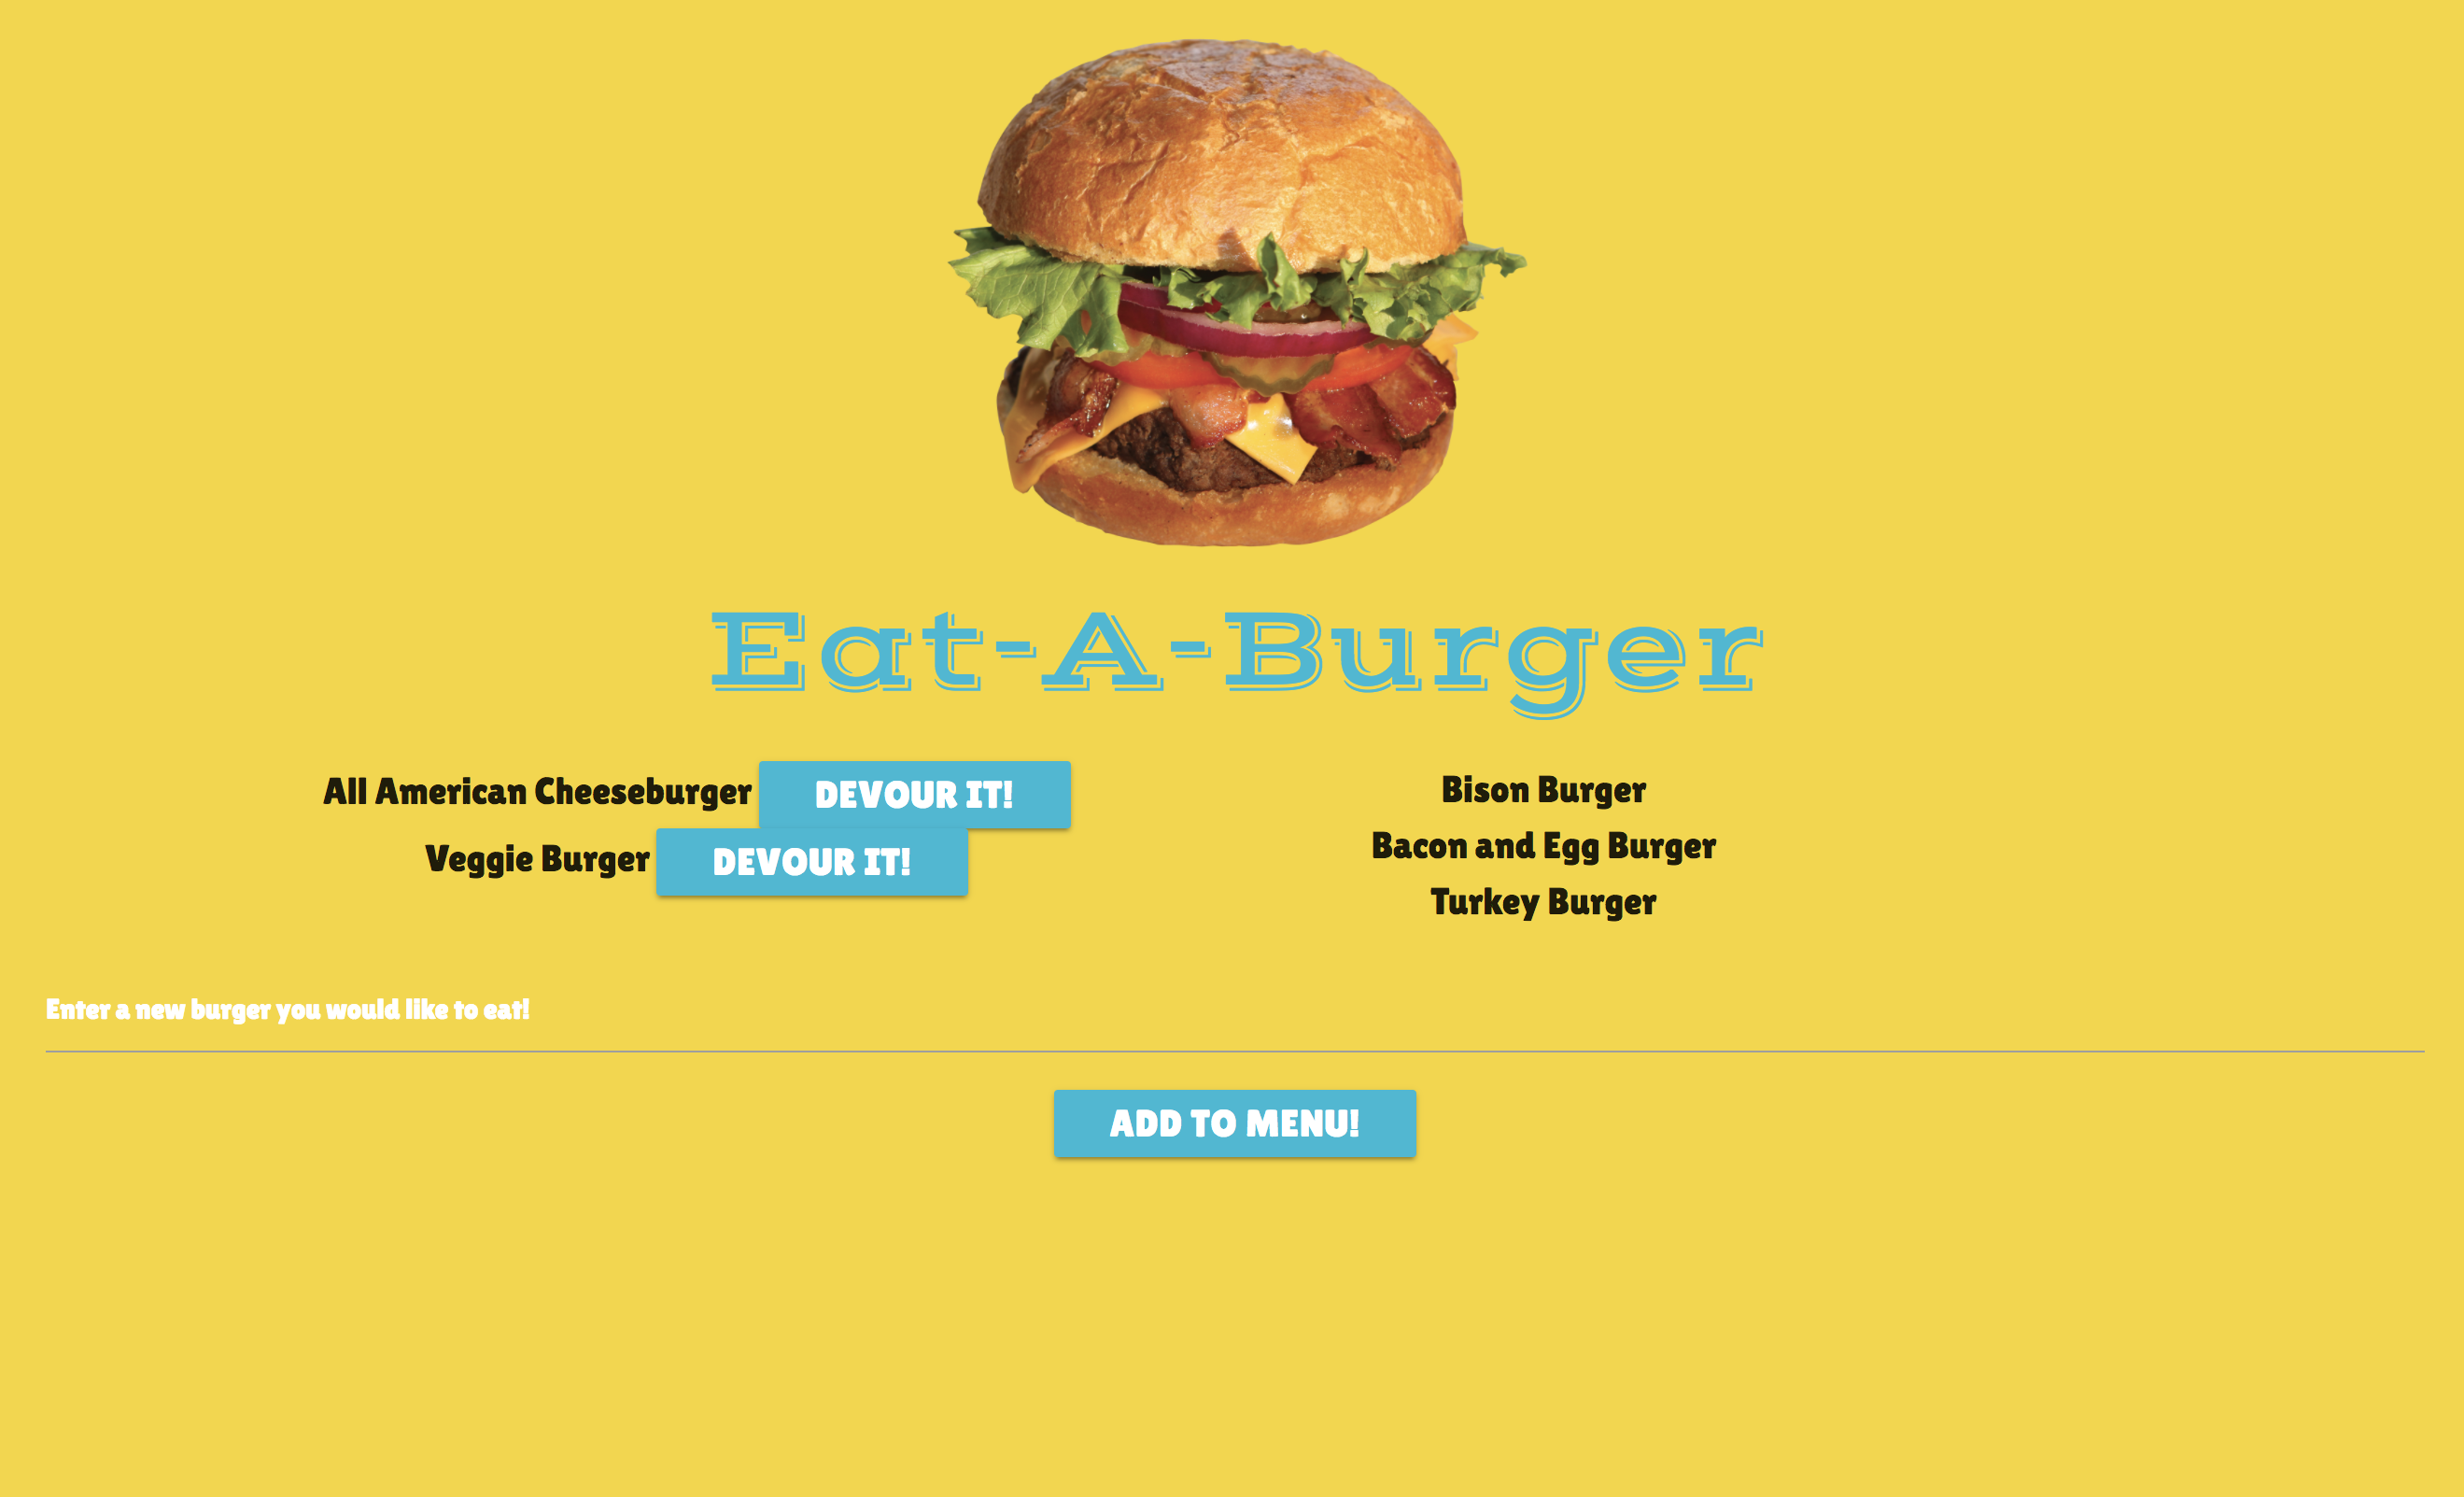 Eat-A-Burger
All American Cheeseburger DEVOUR IT!
Veggie Burger DEVOUR IT!
Bison Burger
Bacon and Egg Burger
Turkey Burger
Enter a new burger you would like to eat!
ADD TO MENU!